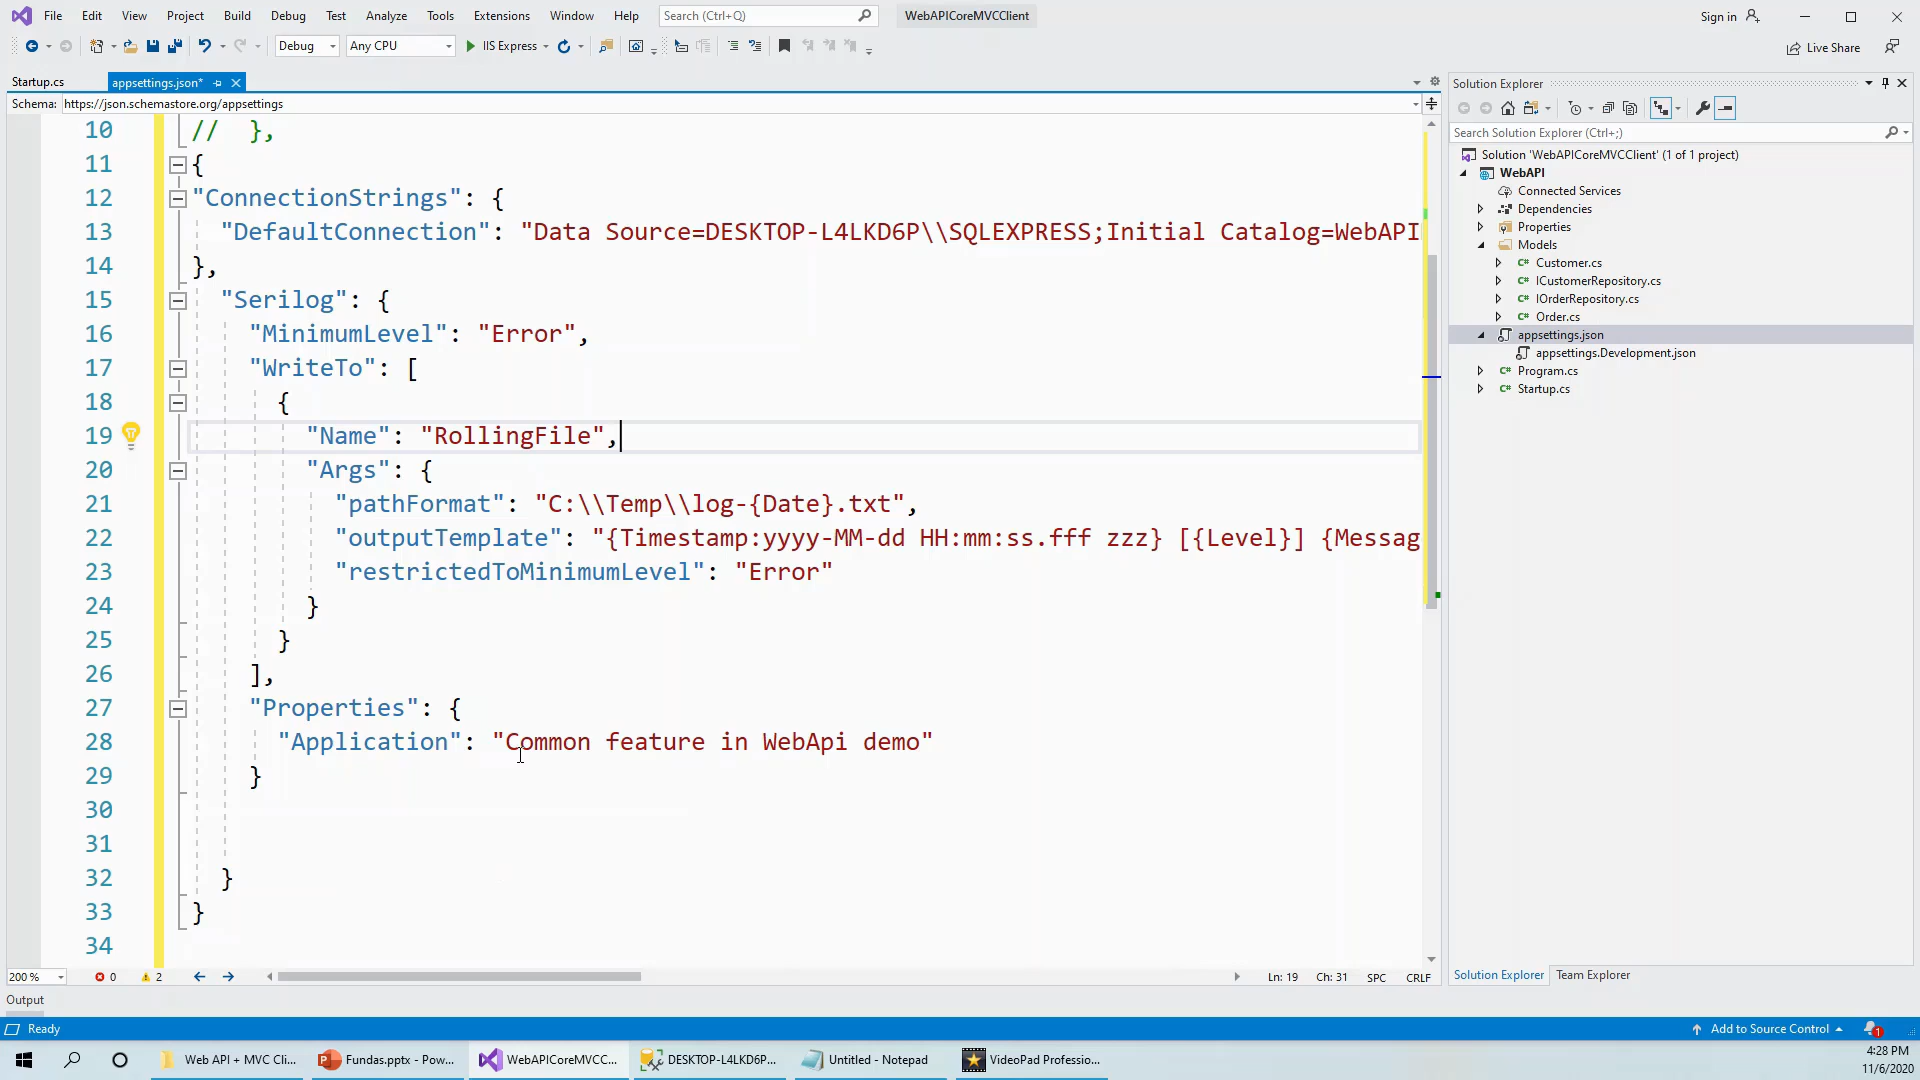 File Edit View Project Build Debug Test Analyze Tools Extensions Window Help Search (Ctrl+Q) WebAPICoreMVCClient Sign in
Debug Any CPU IIS Express Live Share
Startup.cs appsettings.json*
Schema: https://json.schemastore.org/appsettings
10 // },
11 {
12 "ConnectionStrings": {
13 "DefaultConnection": "Data Source=DESKTOP-L4LKD6P\\SQLEXPRESS;Initial Catalog=WebAPI
14 },
15 "Serilog": {
16 "MinimumLevel": "Error",
17 "WriteTo": [
18 {
19 "Name": "RollingFile",
20 "Args": {
21 "pathFormat": "C:\\Temp\\log-{Date}.txt",
22 "outputTemplate": "{Timestamp:yyyy-MM-dd HH:mm:ss.fff zzz} [{Level}] {Messag
23 "restrictedToMinimumLevel": "Error"
24 }
25 }
26 ],
27 "Properties": {
28 "Application": "Common feature in WebApi demo"
29 }
30
31
32 }
33 }
34
200 % 0 2 Ln: 19 Ch: 31 SPC CRLF
Output
Ready
Solution Explorer
Search Solution Explorer (Ctrl+;)
Solution 'WebAPICoreMVCClient' (1 of 1 project)
WebAPI
Connected Services
Dependencies
Properties
Models
C# Customer.cs
C# ICustomerRepository.cs
C# IOrderRepository.cs
C# Order.cs
appsettings.json
appsettings.Development.json
C# Program.cs
C# Startup.cs
Solution Explorer Team Explorer
Add to Source Control 1
Web API + MVC Cli... Fundas.pptx - Pow... WebAPICoreMVCC... DESKTOP-L4LKD6P... Untitled - Notepad VideoPad Professio...
4:28 PM
11/6/2020